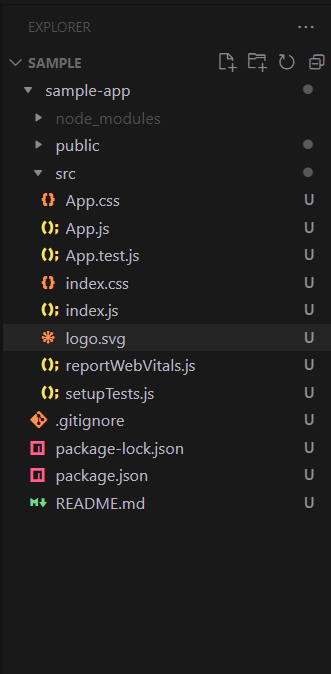 EXPLORER
SAMPLE
sample-app
node_modules
public
src
App.css U
App.js U
App.test.js U
index.css U
index.js U
logo.svg U
reportWebVitals.js U
setupTests.js U
.gitignore U
package-lock.json U
package.json U
README.md U